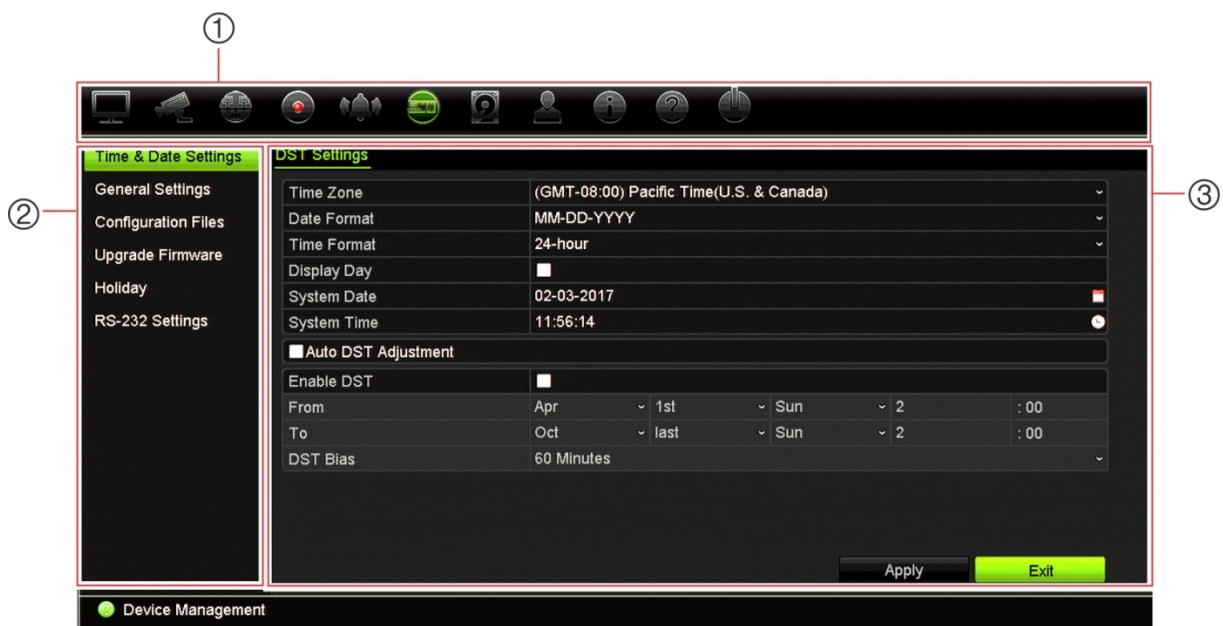 ①
Time & Date Settings
General Settings
Configuration Files
Upgrade Firmware
Holiday
RS-232 Settings
②
DST Settings
Time Zone (GMT-08:00) Pacific Time(U.S. & Canada)
Date Format MM-DD-YYYY
Time Format 24-hour
Display Day
System Date 02-03-2017
System Time 11:56:14
Auto DST Adjustment
Enable DST
From Apr 1st Sun 2 : 00
To Oct last Sun 2 : 00
DST Bias 60 Minutes
③
Apply Exit
Device Management